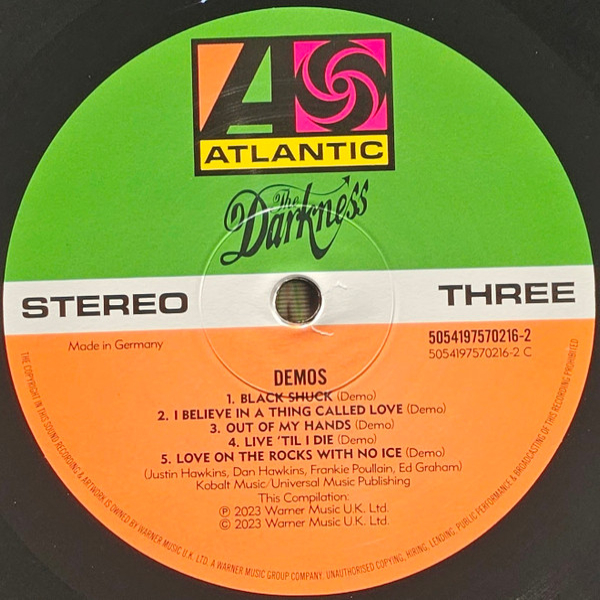 ATLANTIC
The
Darkness
STEREO
THREE
Made in Germany
5054197570216-2
5054197570216-2 C
DEMOS
1. BLACK SHUCK (Demo)
2. I BELIEVE IN A THING CALLED LOVE (Demo)
3. OUT OF MY HANDS (Demo)
4. LIVE 'TIL I DIE (Demo)
5. LOVE ON THE ROCKS WITH NO ICE (Demo)
(Justin Hawkins, Dan Hawkins, Frankie Poullain, Ed Graham)
Kobalt Music/Universal Music Publishing
This Compilation:
℗ 2023 Warner Music U.K. Ltd.
© 2023 Warner Music U.K. Ltd.
THE COPYRIGHT IN THIS SOUND RECORDING & ARTWORK IS OWNED BY WARNER MUSIC U.K. LTD. A WARNER MUSIC GROUP COMPANY. UNAUTHORISED COPYING, HIRING, LENDING, PUBLIC PERFORMANCE & BROADCASTING OF THIS RECORDING PROHIBITED